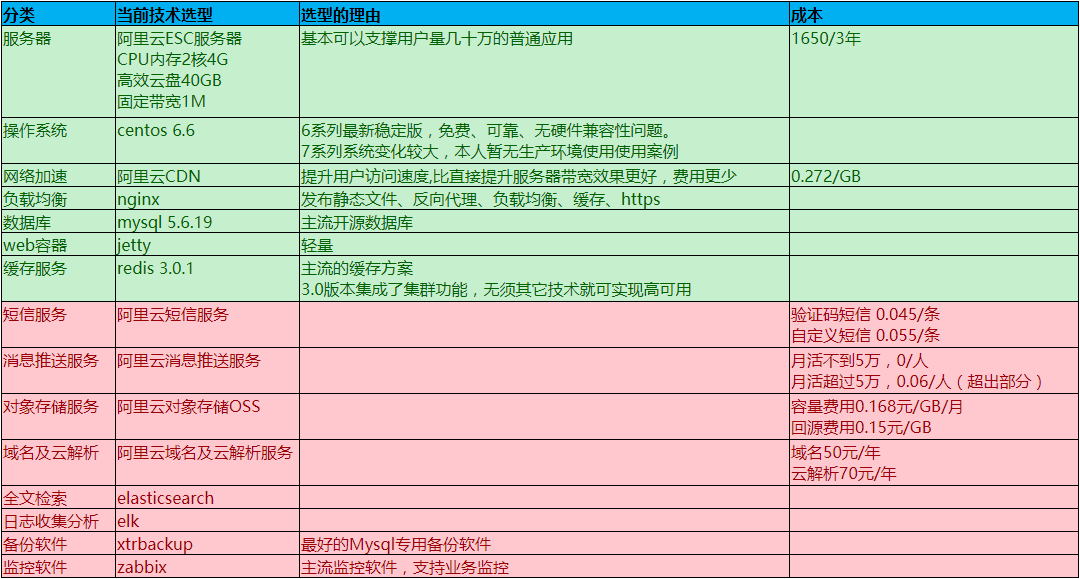 分类 当前技术选型 选型的理由 成本
服务器 阿里云ESC服务器 基本可以支撑用户量几十万的普通应用 1650/3年
CPU内存2核4G
高效云盘40GB
固定带宽1M
操作系统 centos 6.6 6系列最新稳定版，免费、可靠、无硬件兼容性问题。
7系列系统变化较大，本人暂无生产环境使用使用案例
网络加速 阿里云CDN 提升用户访问速度,比直接提升服务器带宽效果更好，费用更少 0.272/GB
负载均衡 nginx 发布静态文件、反向代理、负载均衡、缓存、https
数据库 mysql 5.6.19 主流开源数据库
web容器 jetty 轻量
缓存服务 redis 3.0.1 主流的缓存方案
3.0版本集成了集群功能，无须其它技术就可实现高可用
短信服务 阿里云短信服务 验证码短信 0.045/条
自定义短信 0.055/条
消息推送服务 阿里云消息推送服务 月活不到5万，0/人
月活超过5万，0.06/人（超出部分）
对象存储服务 阿里云对象存储OSS 容量费用0.168元/GB/月
回源费用0.15元/GB
域名及云解析 阿里云域名及云解析服务 域名50元/年
云解析70元/年
全文检索 elasticsearch
日志收集分析 elk
备份软件 xtrbackup 最好的Mysql专用备份软件
监控软件 zabbix 主流监控软件，支持业务监控